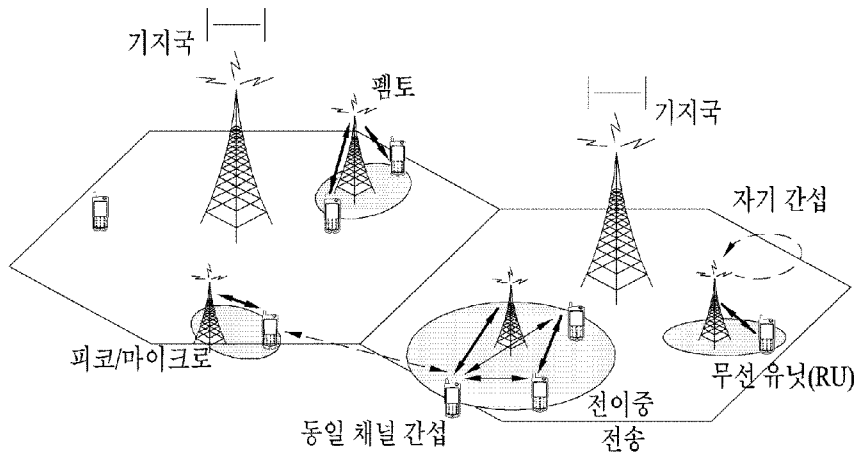 기지국
펨토
기지국
자기 간섭
피코/마이크로
무선 유닛(RU)
전이중
동일 채널 간섭
전송